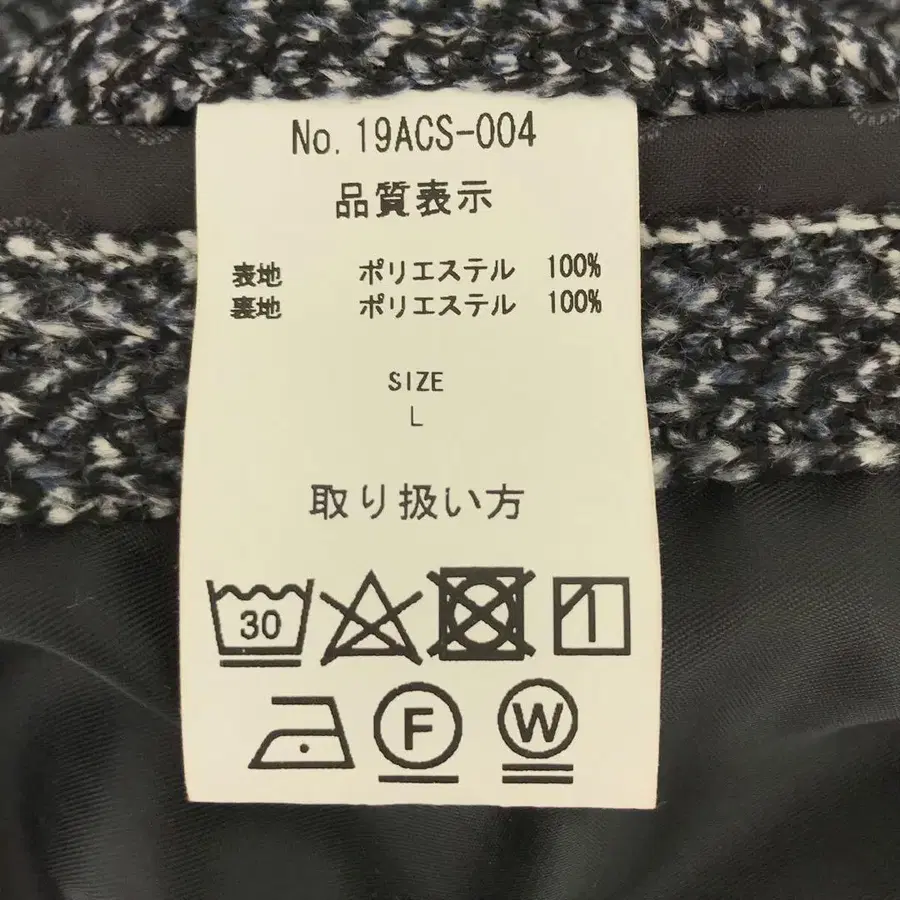 No. 19ACS-004
品質表示
表地 ポリエステル 100%
裏地 ポリエステル 100%
SIZE
L
取り扱い方
30
F W